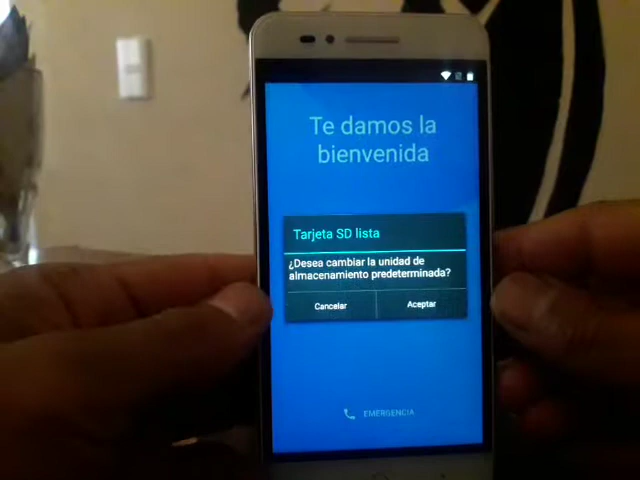 Te damos la
bienvenida
Tarjeta SD lista
¿Desea cambiar la unidad de
almacenamiento predeterminada?
Cancelar
Aceptar
EMERGENCIA